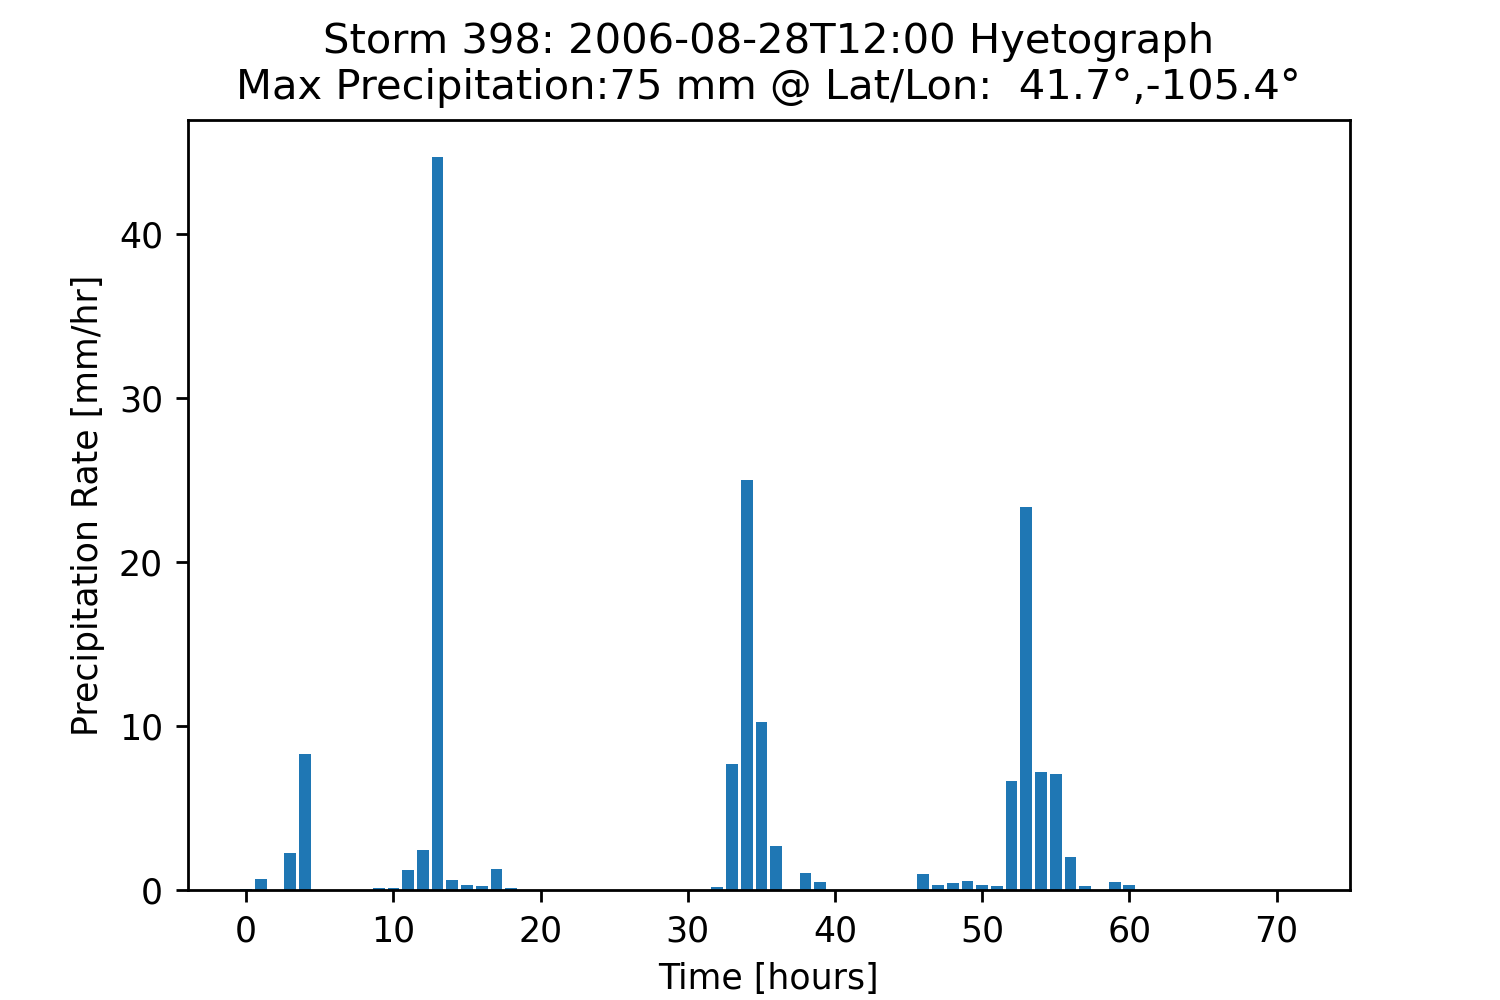 Storm 398: 2006-08-28T12:00 Hyetograph
Max Precipitation:75 mm @ Lat/Lon:  41.7°,-105.4°
Precipitation Rate [mm/hr]
40
30
20
10
0
0 10 20 30 40 50 60 70
Time [hours]